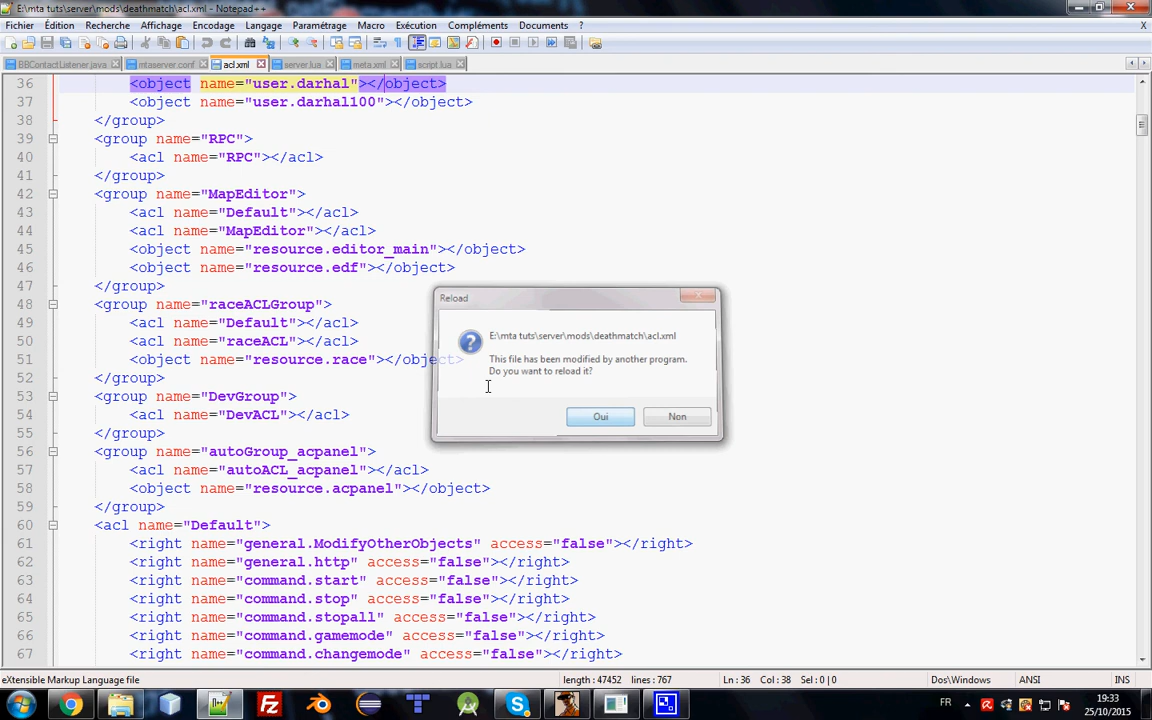 E:\mta tuts\server\mods\deathmatch\acl.xml - Notepad++
Fichier Édition Recherche Affichage Encodage Langage Paramétrage Macro Exécution Compléments Documents ? X
BBContactListener.java mtaserver.conf acl.xml server.lua meta.xml script.lua
36 <object name="user.darhal"></object>
37 <object name="user.darhal100"></object>
38 </group>
39 <group name="RPC">
40 <acl name="RPC"></acl>
41 </group>
42 <group name="MapEditor">
43 <acl name="Default"></acl>
44 <acl name="MapEditor"></acl>
45 <object name="resource.editor_main"></object>
46 <object name="resource.edf"></object>
47 </group>
48 <group name="raceACLGroup">
49 <acl name="Default"></acl>
50 <acl name="raceACL"></acl>
51 <object name="resource.race"></object>
52 </group>
53 <group name="DevGroup">
54 <acl name="DevACL"></acl>
55 </group>
56 <group name="autoGroup_acpanel">
57 <acl name="autoACL_acpanel"></acl>
58 <object name="resource.acpanel"></object>
59 </group>
60 <acl name="Default">
61 <right name="general.ModifyOtherObjects" access="false"></right>
62 <right name="general.http" access="false"></right>
63 <right name="command.start" access="false"></right>
64 <right name="command.stop" access="false"></right>
65 <right name="command.stopall" access="false"></right>
66 <right name="command.gamemode" access="false"></right>
67 <right name="command.changemode" access="false"></right>
Reload
E:\mta tuts\server\mods\deathmatch\acl.xml
This file has been modified by another program.
Do you want to reload it?
Oui Non
eXtensible Markup Language file length : 47452 lines : 767 Ln : 36 Col : 38 Sel : 0 | 0 Dos\Windows ANSI INS
FR 19:33
25/10/2015